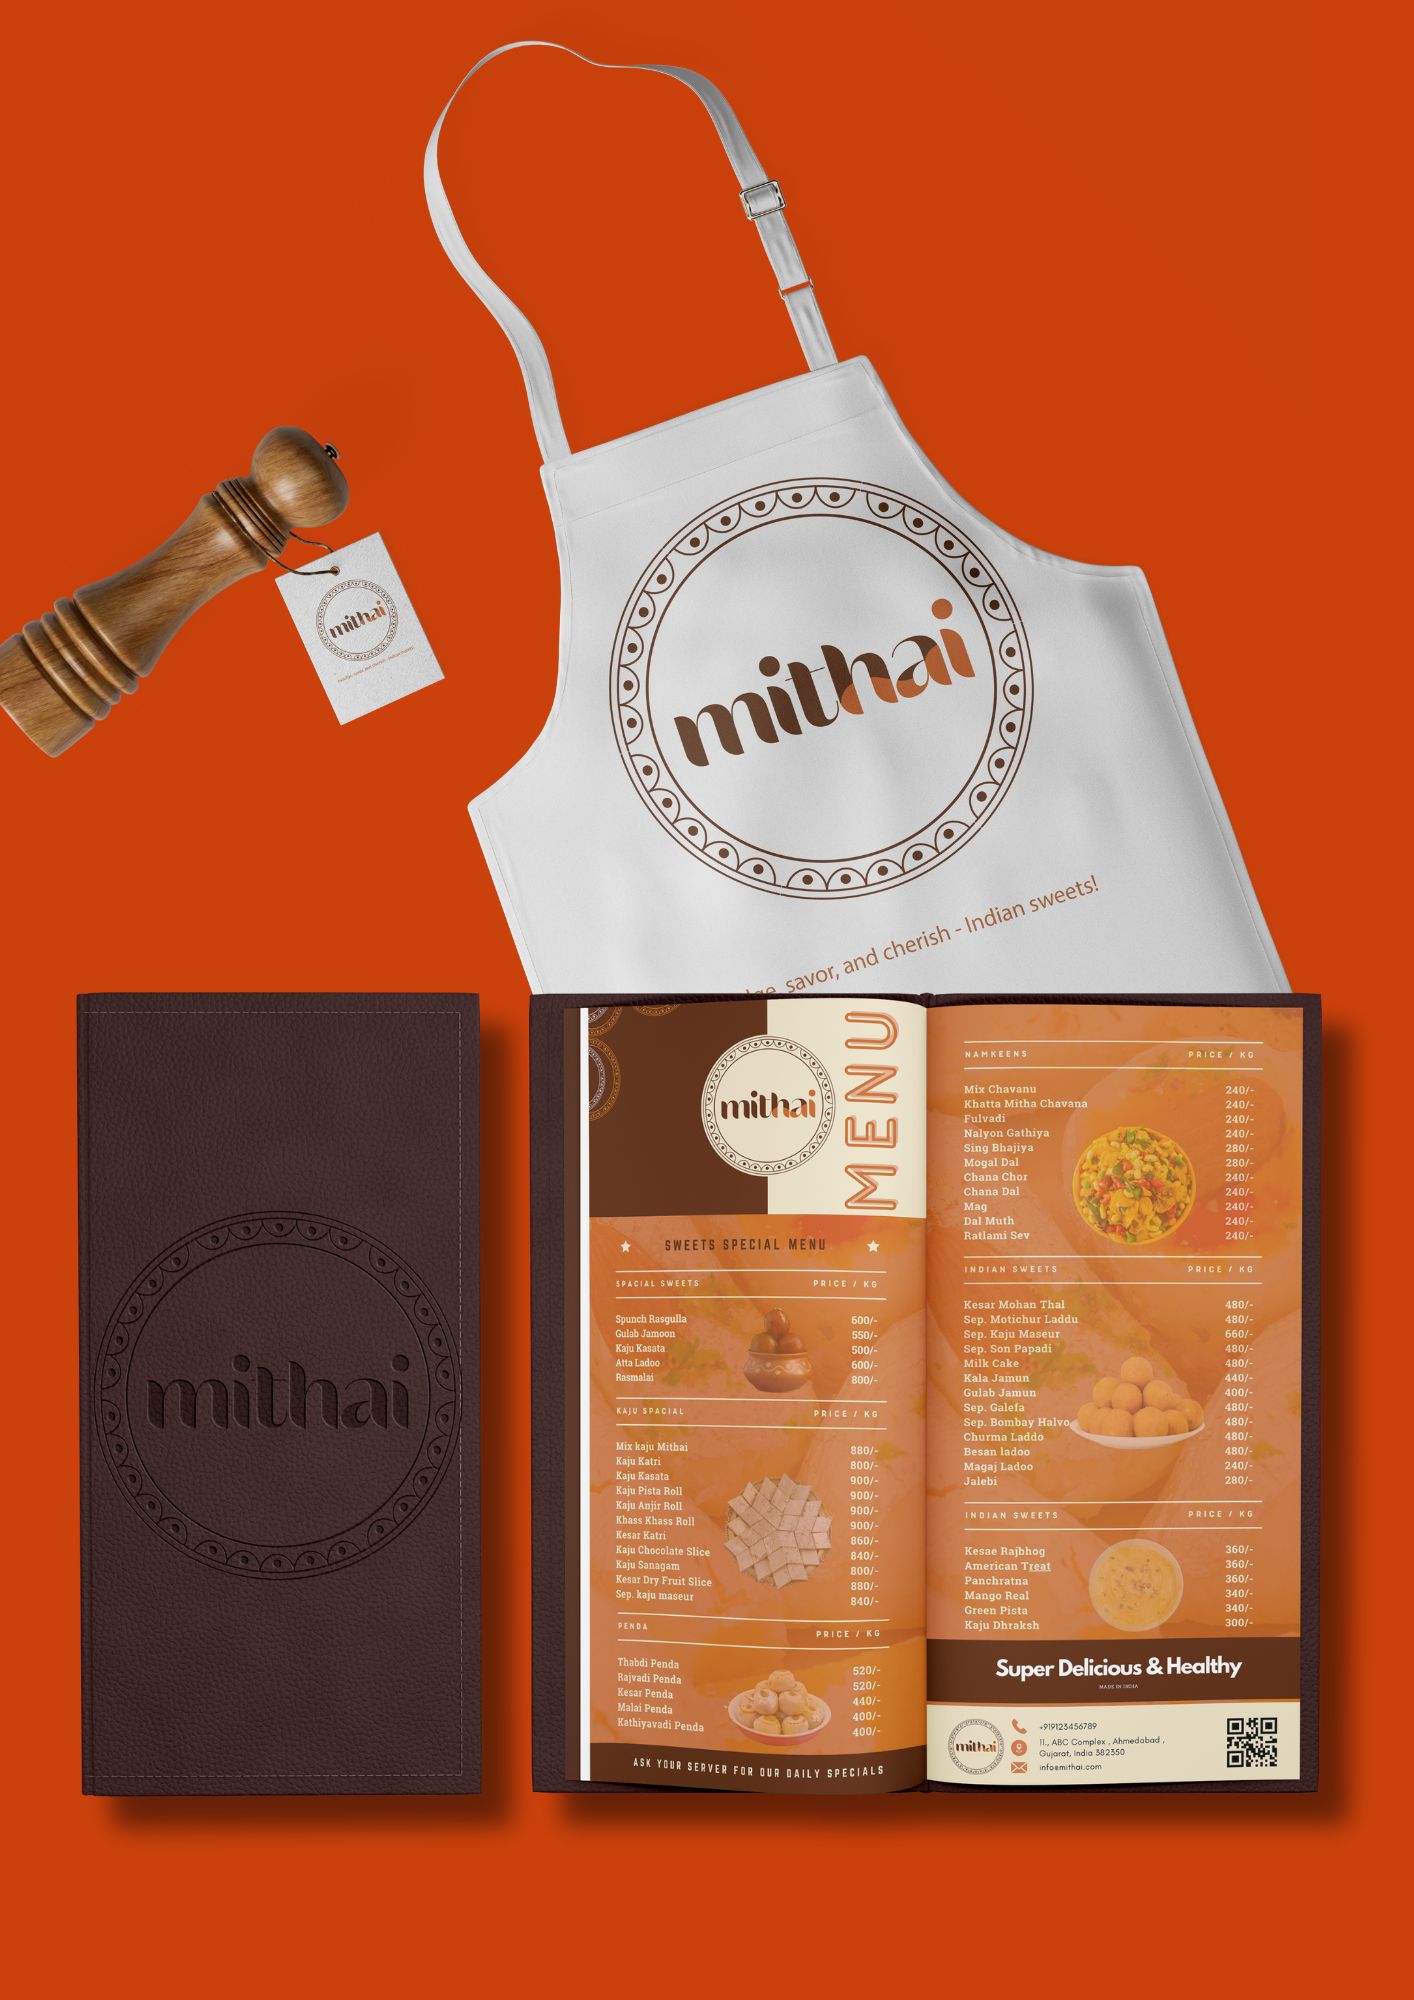 mithai
mithai
dge, savor, and cherish - Indian sweets!
mithai
mithai
MENU
★ SWEETS SPECIAL MENU ★
SPACIAL SWEETS PRICE / KG
Spunch Rasgulla 600/-
Gulab Jamoon 550/-
Kaju Kasata 500/-
Atta Ladoo 600/-
Rasmalai 800/-
KAJU SPACIAL PRICE / KG
Mix kaju Mithai 880/-
Kaju Katri 800/-
Kaju Kasata 900/-
Kaju Pista Roll 900/-
Kaju Anjir Roll 900/-
Khass Khass Roll 900/-
Kesar Katri 860/-
Kaju Chocolate Slice 840/-
Kaju Sanagam 800/-
Kesar Dry Fruit Slice 880/-
Sep. kaju maseur 840/-
PENDA PRICE / KG
Thabdi Penda 520/-
Rajvadi Penda 520/-
Kesar Penda 440/-
Malai Penda 400/-
Kathiyavadi Penda 400/-
ASK YOUR SERVER FOR OUR DAILY SPECIALS
NAMKEENS PRICE / KG
Mix Chavanu 240/-
Khatta Mitha Chavana 240/-
Fulvadi 240/-
Nalyon Gathiya 240/-
Sing Bhajiya 280/-
Mogal Dal 280/-
Chana Chor 240/-
Chana Dal 240/-
Mag 240/-
Dal Muth 240/-
Ratlami Sev 240/-
INDIAN SWEETS PRICE / KG
Kesar Mohan Thal 480/-
Sep. Motichur Laddu 480/-
Sep. Kaju Maseur 660/-
Sep. Son Papadi 480/-
Milk Cake 480/-
Kala Jamun 440/-
Gulab Jamun 400/-
Sep. Galefa 480/-
Sep. Bombay Halvo 480/-
Churma Laddo 480/-
Besan ladoo 480/-
Magaj Ladoo 240/-
Jalebi 280/-
INDIAN SWEETS PRICE / KG
Kesae Rajbhog 360/-
American Treat 360/-
Panchratna 360/-
Mango Real 340/-
Green Pista 340/-
Kaju Dhraksh 300/-
Super Delicious & Healthy
MADE IN INDIA
mithai
+919123456789
11,, ABC Complex , Ahmedabad ,
Gujarat, India 382350
info@mithai.com